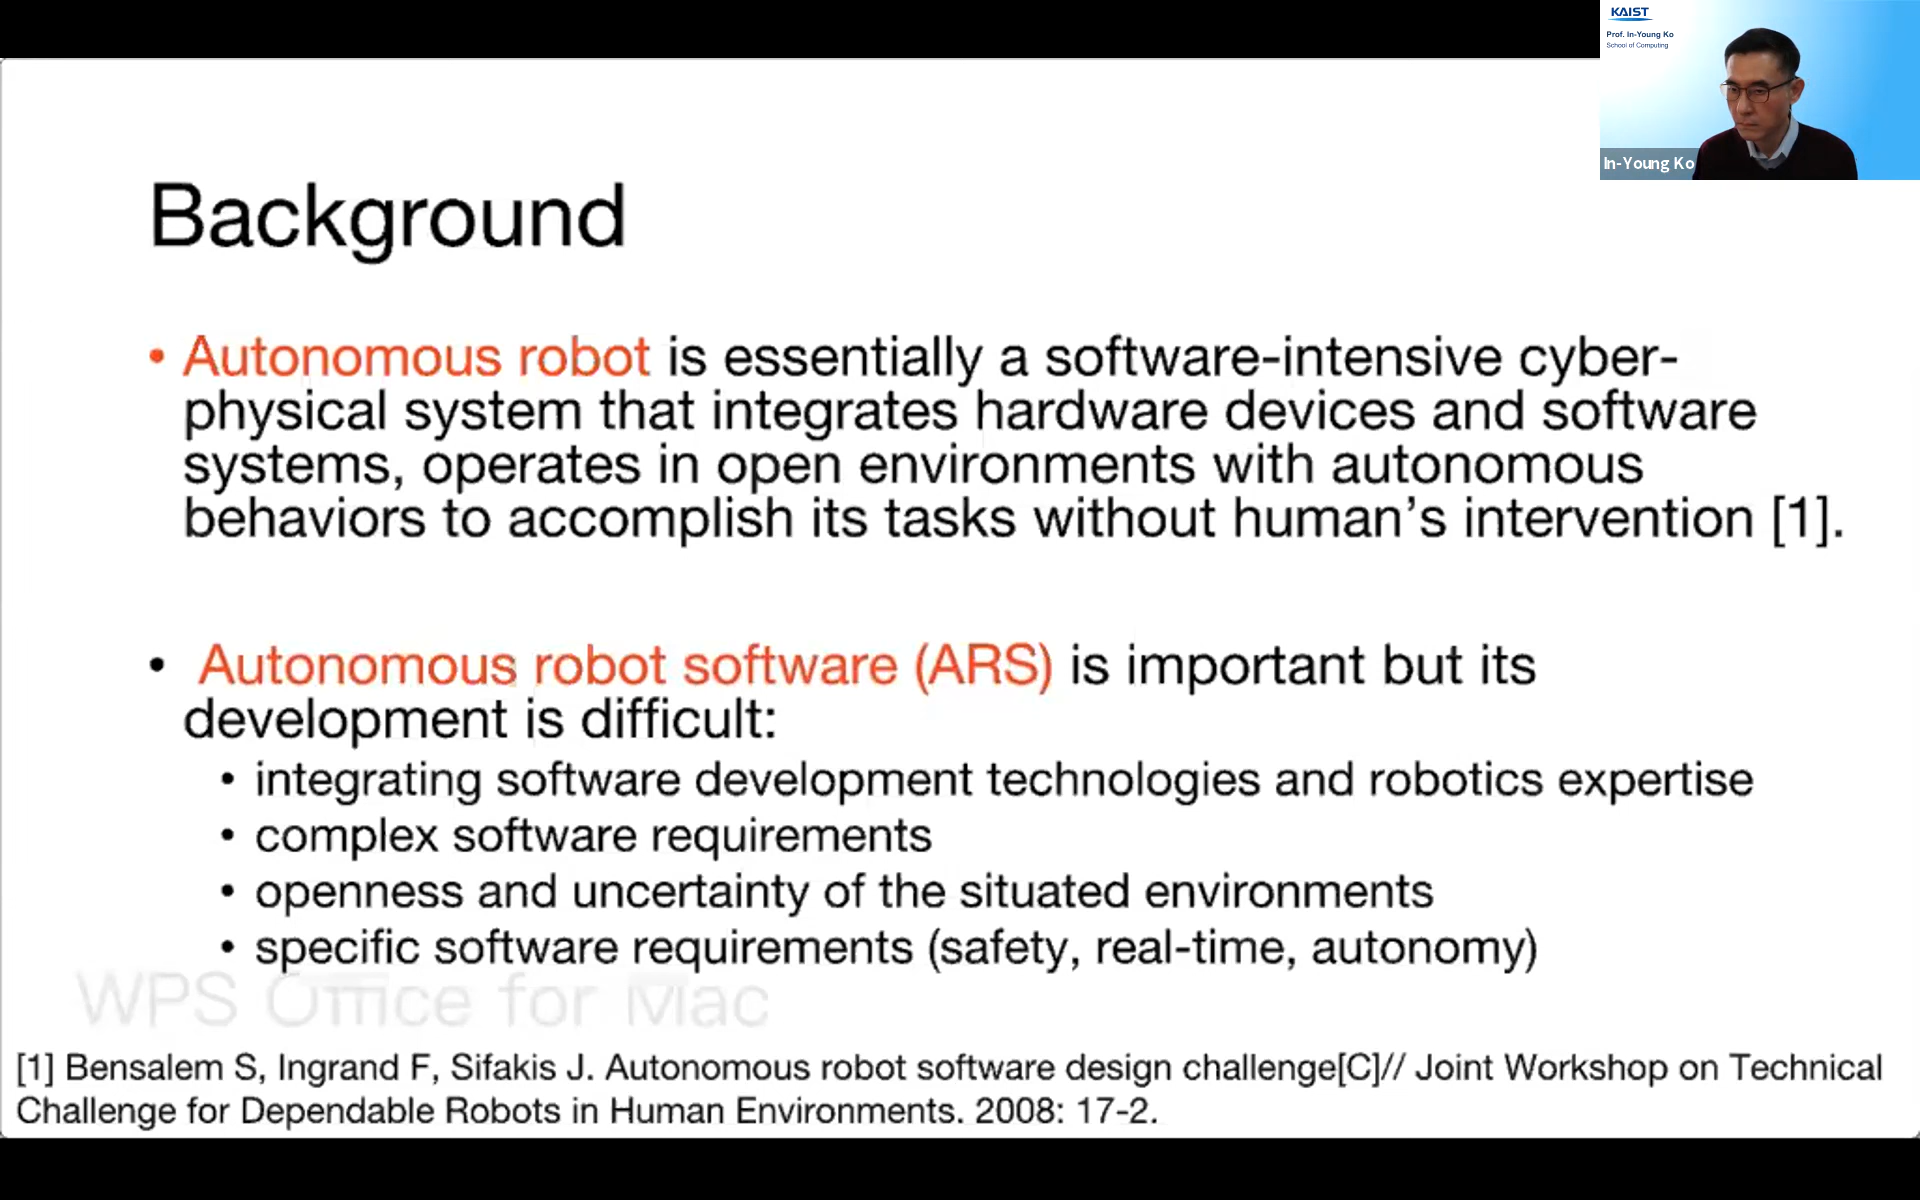 KAIST
Prof. In-Young Ko
School of Computing
In-Young Ko
Background
• Autonomous robot is essentially a software-intensive cyber-
physical system that integrates hardware devices and software
systems, operates in open environments with autonomous
behaviors to accomplish its tasks without human’s intervention [1].
• Autonomous robot software (ARS) is important but its
development is difficult:
• integrating software development technologies and robotics expertise
• complex software requirements
• openness and uncertainty of the situated environments
• specific software requirements (safety, real-time, autonomy)
WPS Office for Mac
[1] Bensalem S, Ingrand F, Sifakis J. Autonomous robot software design challenge[C]// Joint Workshop on Technical
Challenge for Dependable Robots in Human Environments. 2008: 17-2.